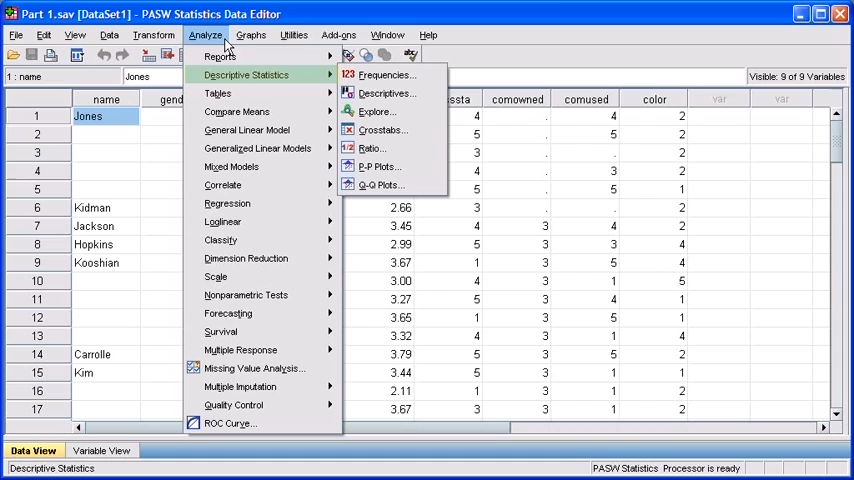 Part 1.sav [DataSet1] - PASW Statistics Data Editor
File Edit View Data Transform Analyze Graphs Utilities Add-ons Window Help
1 : name Jones Visible: 9 of 9 Variables
Reports
Descriptive Statistics
Tables
Compare Means
General Linear Model
Generalized Linear Models
Mixed Models
Correlate
Regression
Loglinear
Classify
Dimension Reduction
Scale
Nonparametric Tests
Forecasting
Survival
Multiple Response
Missing Value Analysis...
Multiple Imputation
Quality Control
ROC Curve...
123 Frequencies...
Descriptives...
Explore...
Crosstabs...
1/2 Ratio...
P-P Plots...
Q-Q Plots...
name gend ssta comowned comused color var var
1 Jones 4 . 4 2
2 5 . 5 2
3 3 . . 2
4 4 . 3 2
5 5 . 5 1
6 Kidman 2.66 3 . . 2
7 Jackson 3.45 4 3 4 2
8 Hopkins 2.99 5 3 3 4
9 Kooshian 3.67 1 3 5 4
10 3.00 4 3 1 5
11 3.27 5 3 4 1
12 3.65 1 3 5 1
13 3.32 4 3 1 4
14 Carrolle 3.79 5 3 5 2
15 Kim 3.44 5 3 1 1
16 2.11 1 3 1 2
17 3.67 3 3 1 2
Data View Variable View
Descriptive Statistics PASW Statistics Processor is ready